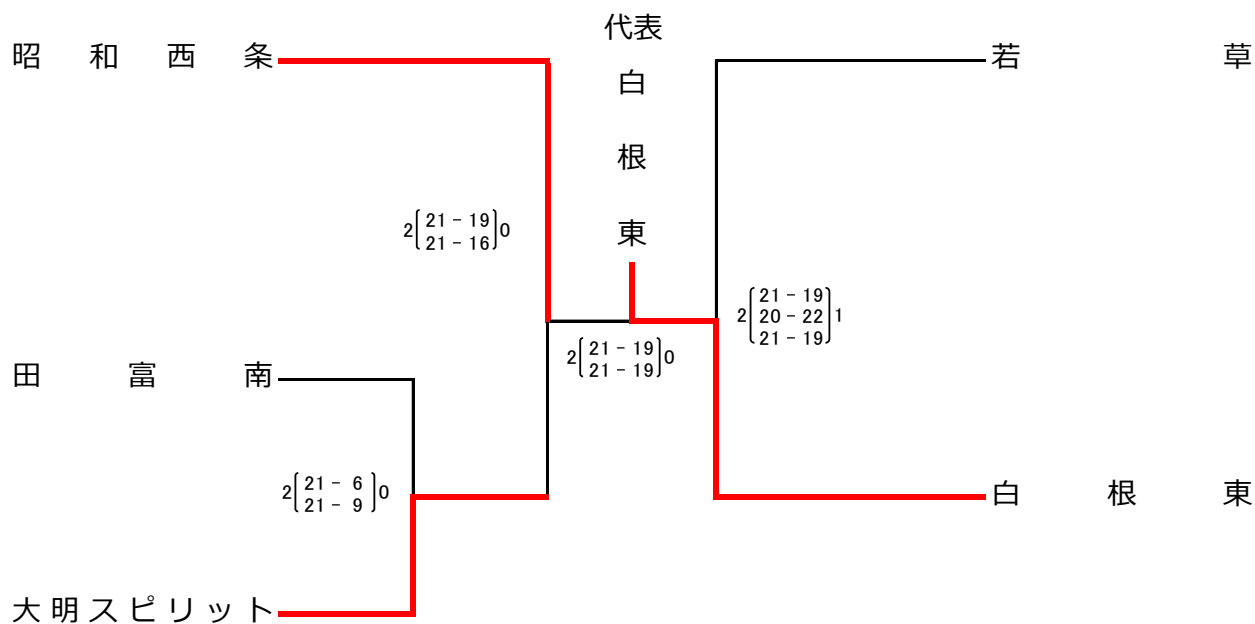 代表
昭和西条
若草
白根東
2 21 - 19 0
21 - 16
21 - 19
2 20 - 22 1
21 - 19
2 21 - 19 0
21 - 19
田富南
2 21 - 6 0
21 - 9
白根東
大明スピリット